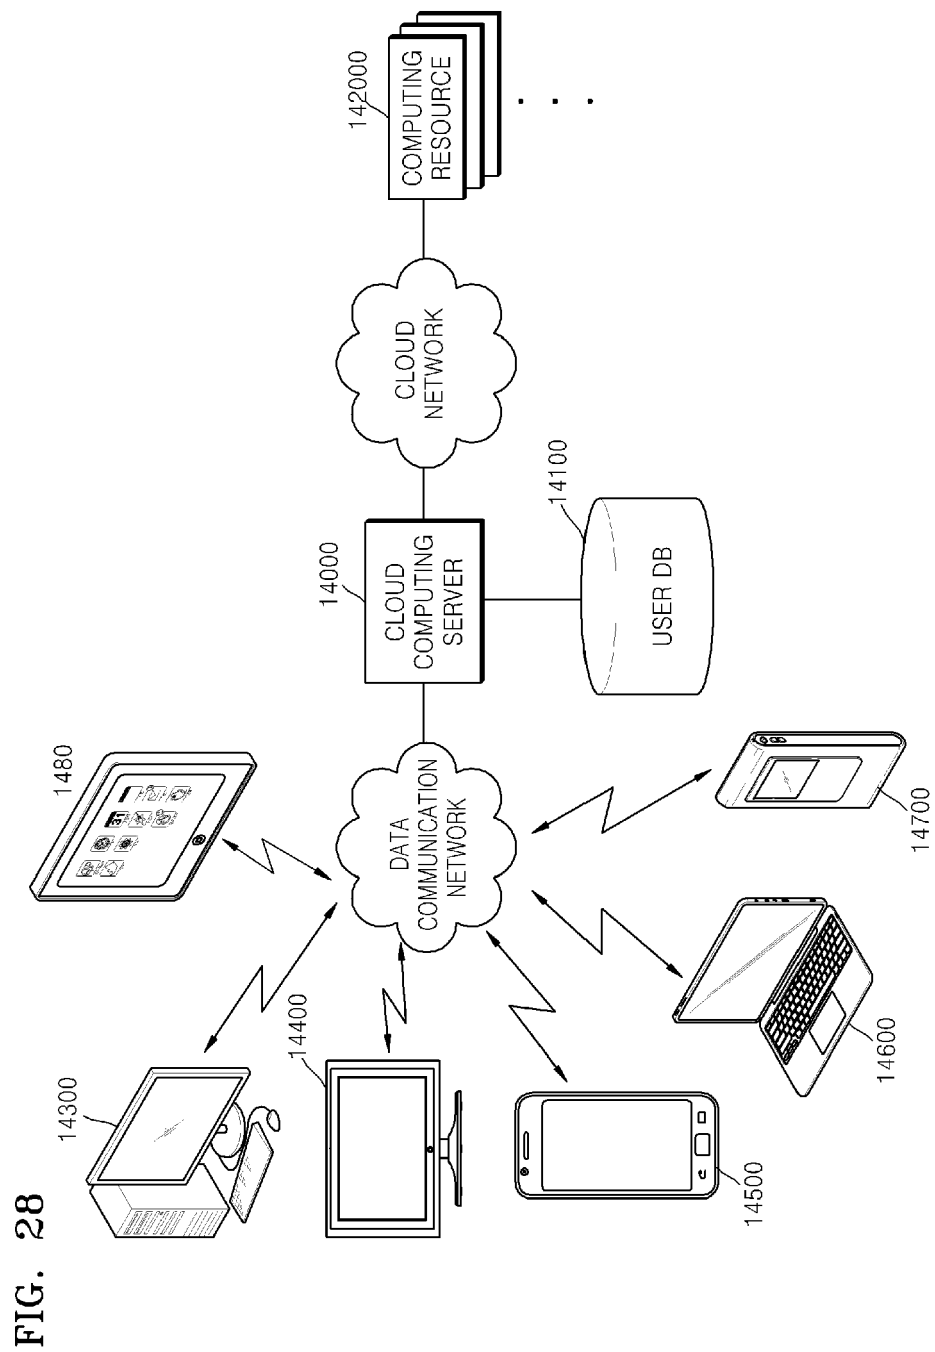 FIG. 28
14300
14400
14500
14600
14700
1480
DATA
COMMUNICATION
NETWORK
14000
CLOUD
COMPUTING
SERVER
14100
USER DB
CLOUD
NETWORK
142000
COMPUTING
RESOURCE
. . .
31